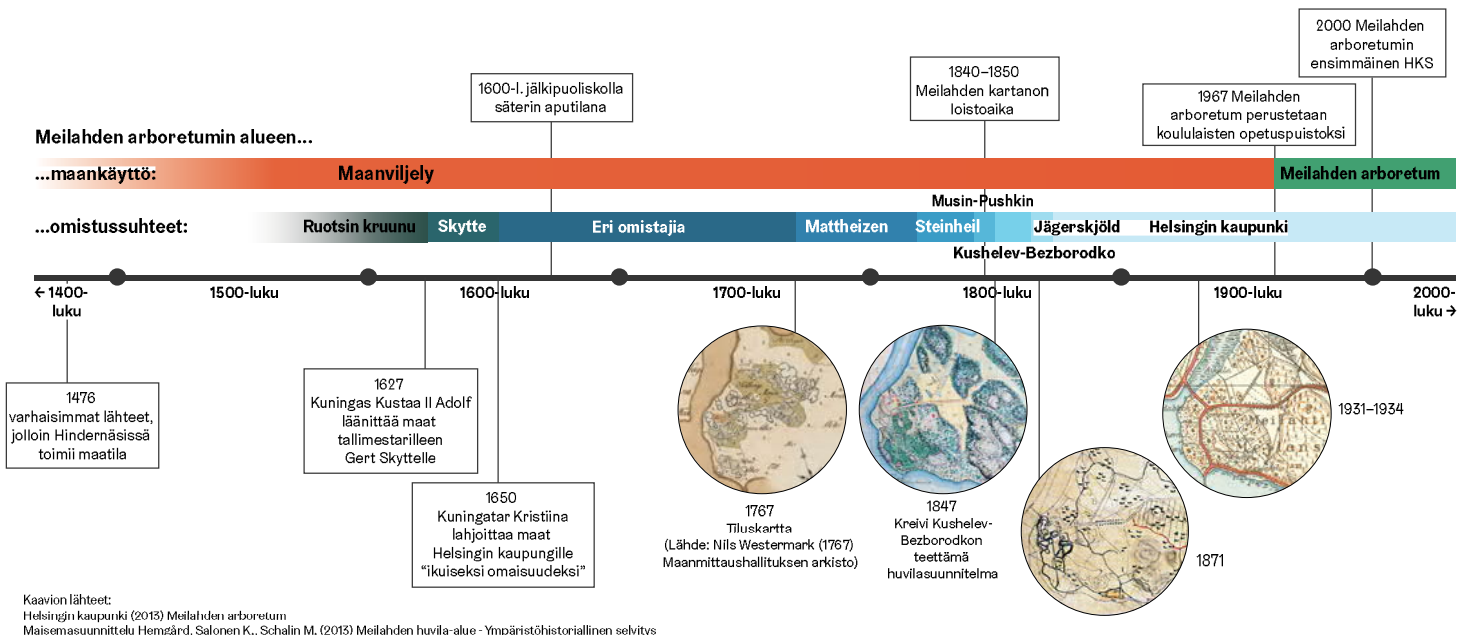 2000 Meilahden
arboretumin
ensimmäinen HKS
1840–1850
Meilahden kartanon
loistoaika
1600-l. jälkipuoliskolla
säterin aputilana
1967 Meilahden
arboretum perustetaan
koululaisten opetuspuistoksi
Meilahden arboretumin alueen...
...maankäyttö:
Maanviljely
Meilahden arboretum
Musin-Pushkin
...omistussuhteet:
Ruotsin kruunu
Skytte
Eri omistajia
Mattheizen
Steinheil
Jägerskjöld
Helsingin kaupunki
Kushelev-Bezborodko
← 1400-
luku
1500-luku
1600-luku
1700-luku
1800-luku
1900-luku
2000-
luku →
1476
varhaisimmat lähteet,
jolloin Hindernäsissä
toimii maatila
1627
Kuningas Kustaa II Adolf
läänittää maat
tallimestarilleen
Gert Skyttelle
1650
Kuningatar Kristiina
lahjoittaa maat
Helsingin kaupungille
“ikuiseksi omaisuudeksi”
1767
Tiluskartta
(Lähde: Nils Westermark (1767)
Maanmittaushallituksen arkisto)
1847
Kreivi Kushelev-
Bezborodkon
teettämä
huvilasuunnitelma
1871
1931–1934
Kaavion lähteet:
Helsingin kaupunki (2013) Meilahden arboretum
Maisemasuunnittelu Hemgård, Salonen K., Schalin M. (2013) Meilahden huvila-alue - Ympäristöhistoriallinen selvitys